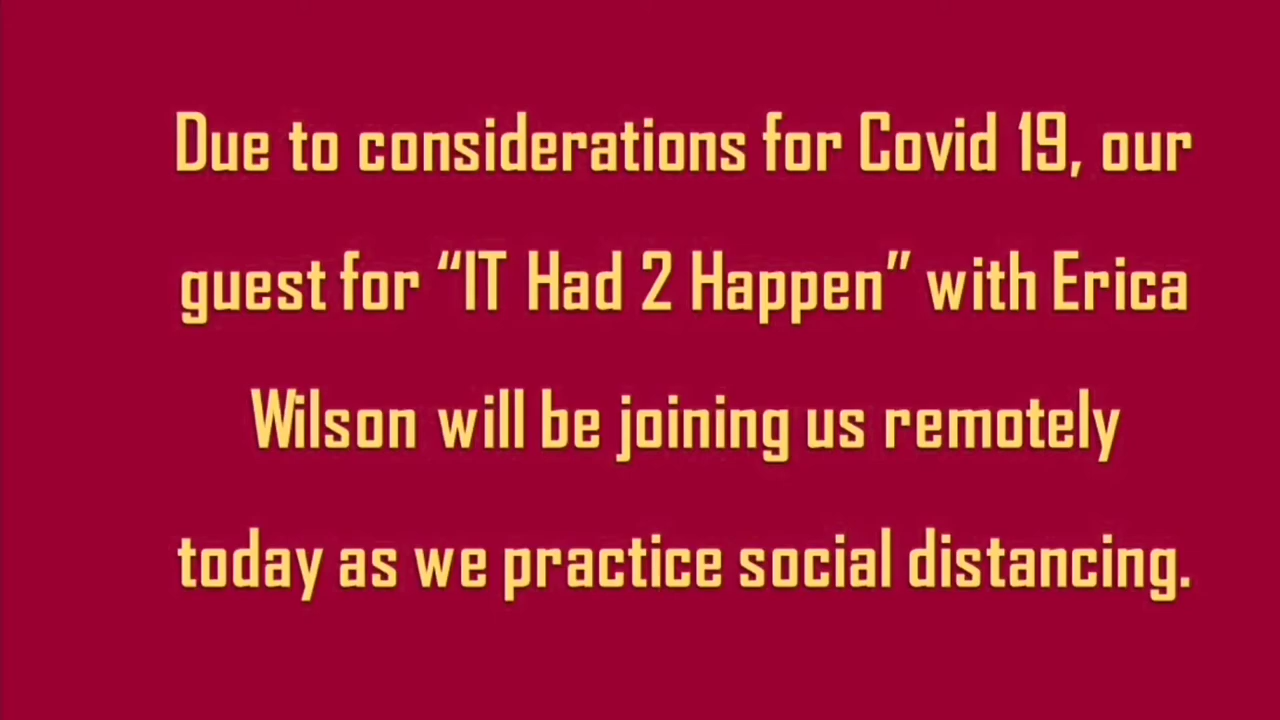 Due to considerations for Covid 19, our
guest for “IT Had 2 Happen” with Erica
Wilson will be joining us remotely
today as we practice social distancing.